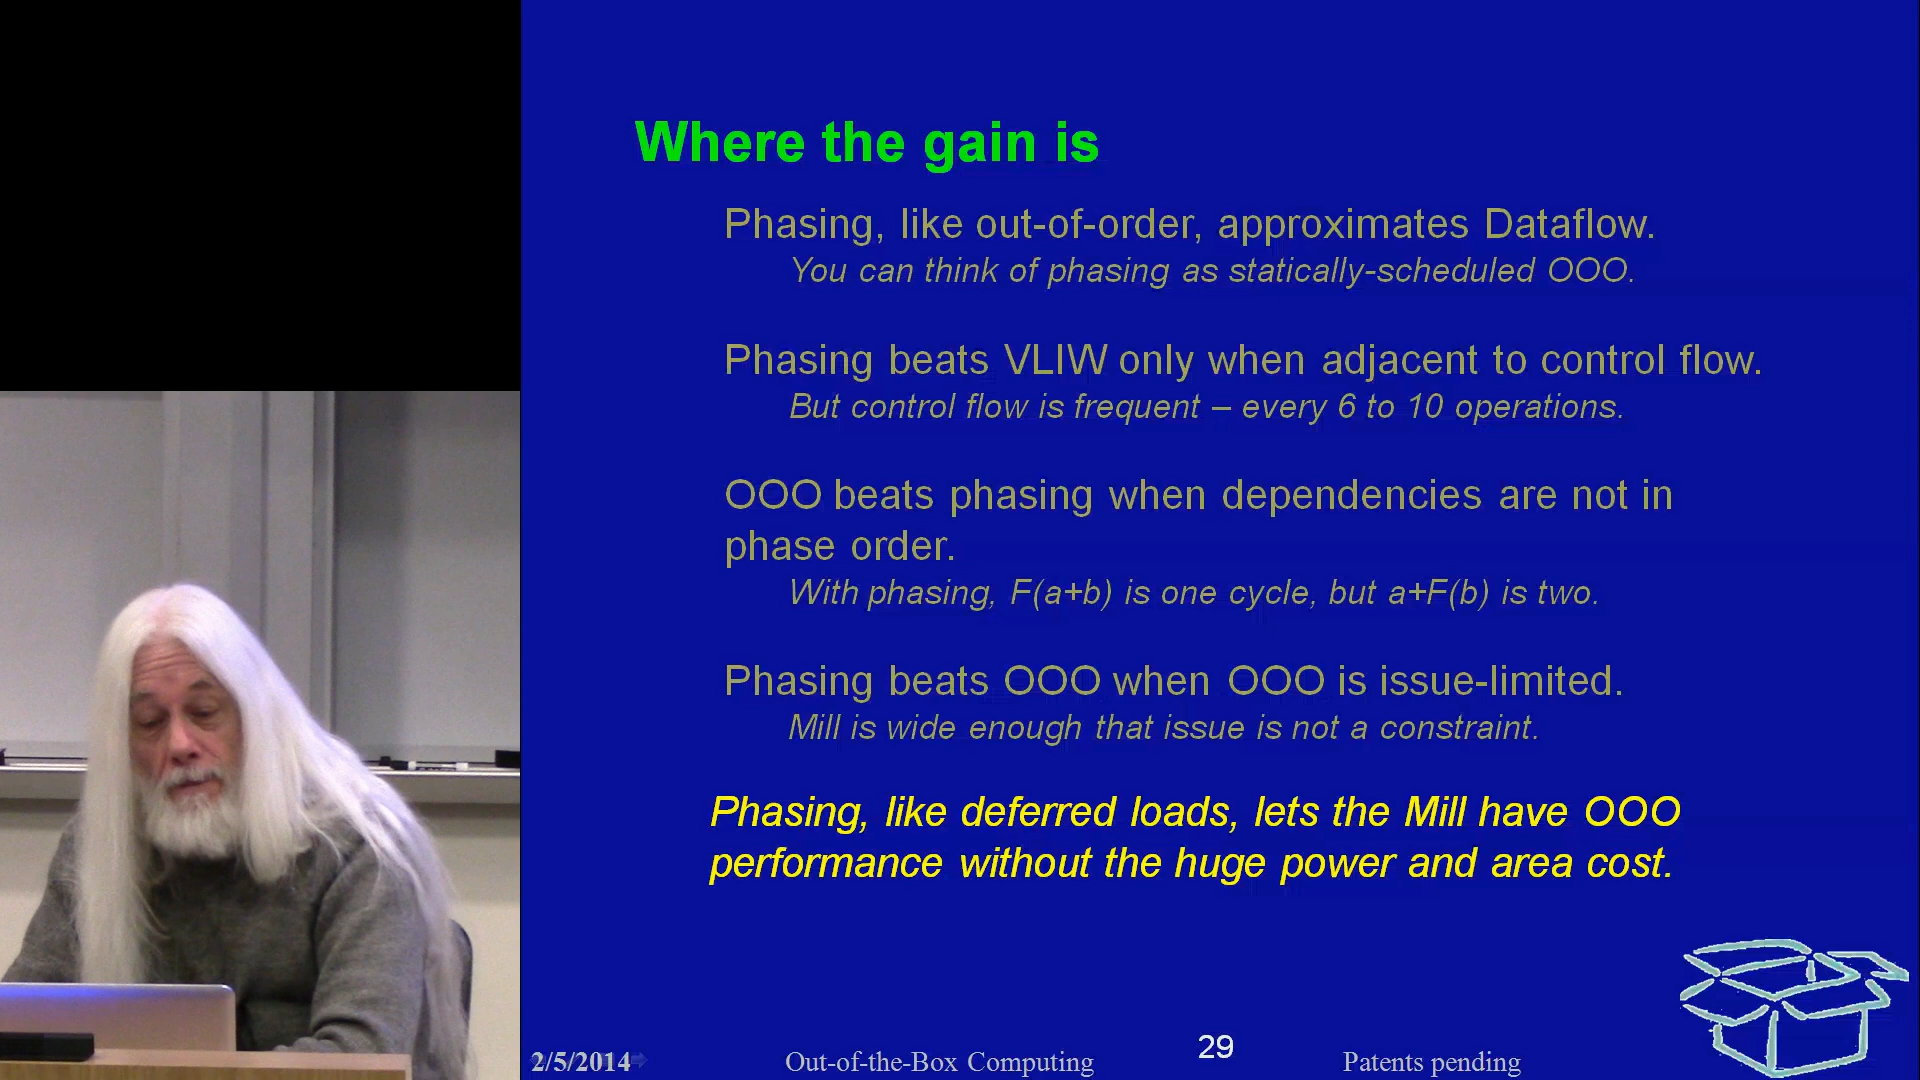 Where the gain is
Phasing, like out-of-order, approximates Dataflow.
You can think of phasing as statically-scheduled OOO.
Phasing beats VLIW only when adjacent to control flow.
But control flow is frequent – every 6 to 10 operations.
OOO beats phasing when dependencies are not in
phase order.
With phasing, F(a+b) is one cycle, but a+F(b) is two.
Phasing beats OOO when OOO is issue-limited.
Mill is wide enough that issue is not a constraint.
Phasing, like deferred loads, lets the Mill have OOO
performance without the huge power and area cost.
2/5/2014
Out-of-the-Box Computing
29
Patents pending